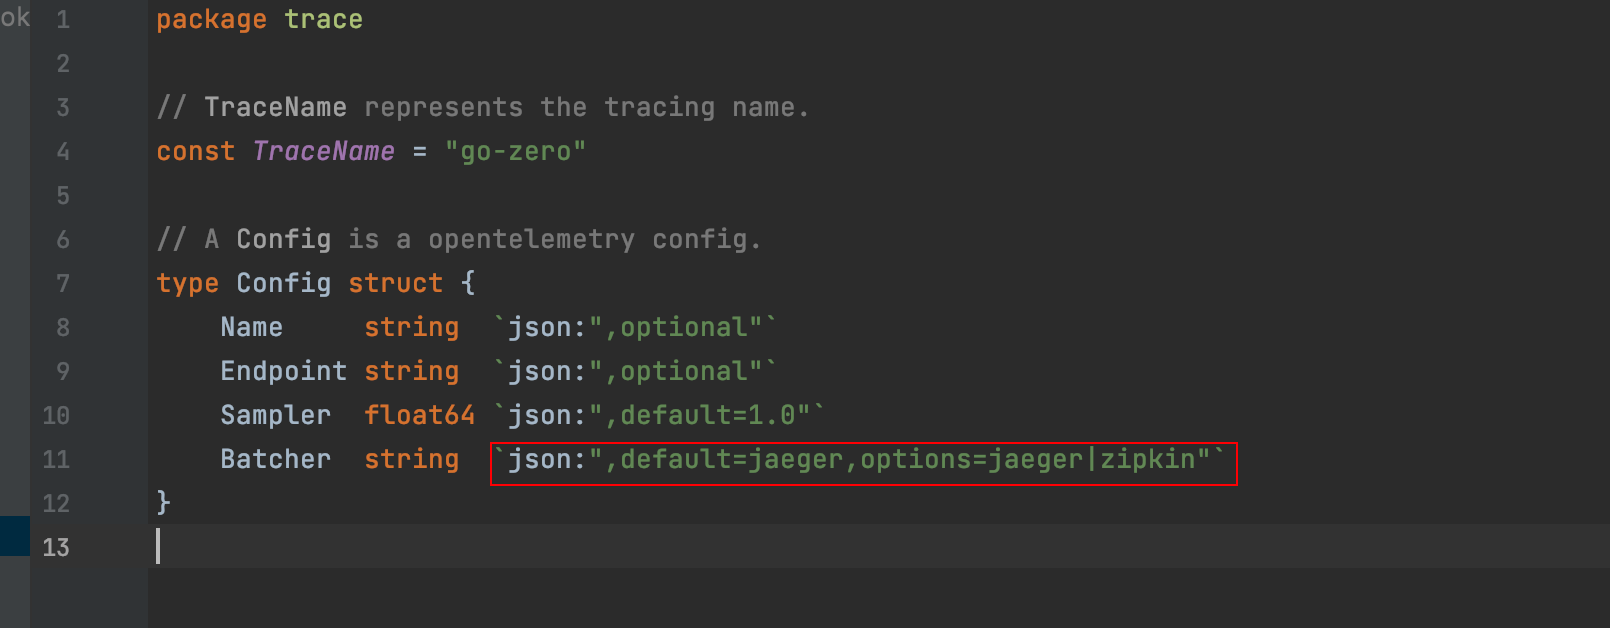 ok
1 package trace
2
3 // TraceName represents the tracing name.
4 const TraceName = "go-zero"
5
6 // A Config is a opentelemetry config.
7 type Config struct {
8 Name string `json:",optional"`
9 Endpoint string `json:",optional"`
10 Sampler float64 `json:",default=1.0"`
11 Batcher string `json:",default=jaeger,options=jaeger|zipkin"`
12 }
13